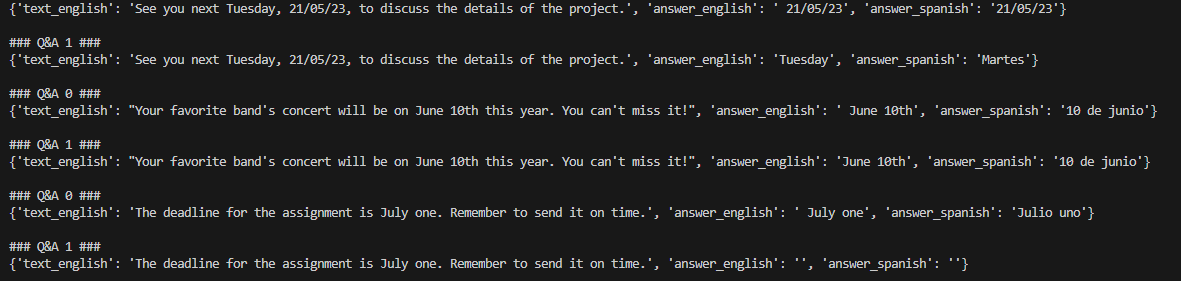 {'text_english': 'See you next Tuesday, 21/05/23, to discuss the details of the project.', 'answer_english': ' 21/05/23', 'answer_spanish': '21/05/23'}
### Q&A 1 ###
{'text_english': 'See you next Tuesday, 21/05/23, to discuss the details of the project.', 'answer_english': 'Tuesday', 'answer_spanish': 'Martes'}
### Q&A 0 ###
{'text_english': "Your favorite band's concert will be on June 10th this year. You can't miss it!", 'answer_english': ' June 10th', 'answer_spanish': '10 de junio'}
### Q&A 1 ###
{'text_english': "Your favorite band's concert will be on June 10th this year. You can't miss it!", 'answer_english': 'June 10th', 'answer_spanish': '10 de junio'}
### Q&A 0 ###
{'text_english': 'The deadline for the assignment is July one. Remember to send it on time.', 'answer_english': ' July one', 'answer_spanish': 'Julio uno'}
### Q&A 1 ###
{'text_english': 'The deadline for the assignment is July one. Remember to send it on time.', 'answer_english': '', 'answer_spanish': ''}